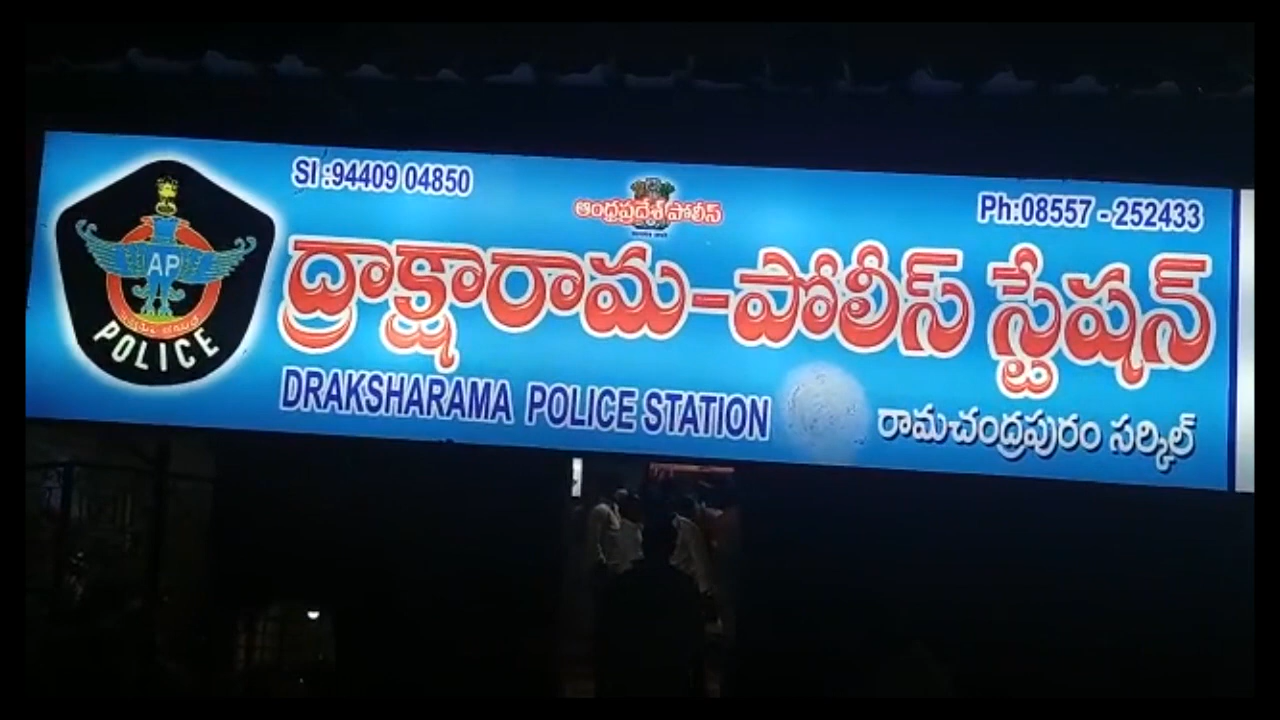 SI :94409 04850
ఆంధ్రప్రదేశ్ పోలీస్
Ph:08557 - 252433
AP
POLICE
ద్రాక్షారామ-పోలీస్ స్టేషన్
DRAKSHARAMA POLICE STATION
రామచంద్రపురం సర్కిల్